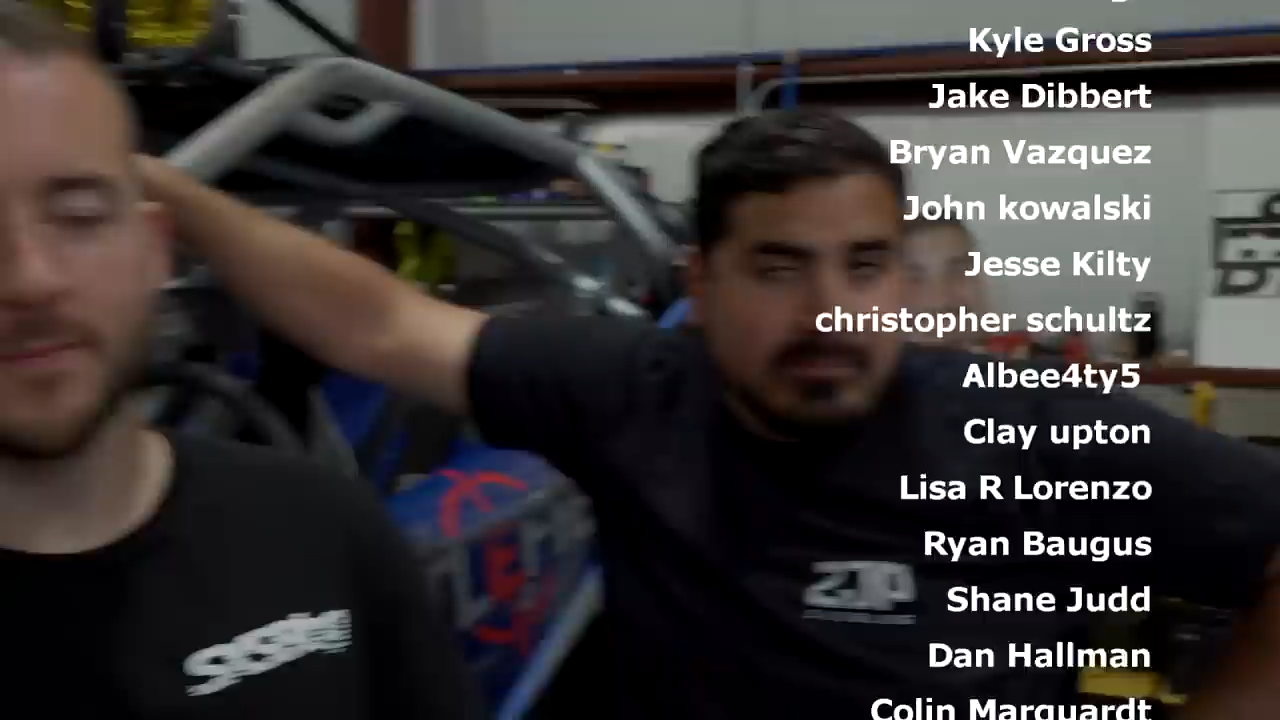 Kyle Gross
Jake Dibbert
Bryan Vazquez
John kowalski
Jesse Kilty
christopher schultz
Albee4ty5
Clay upton
Lisa R Lorenzo
Ryan Baugus
Shane Judd
Dan Hallman
Colin Marquardt